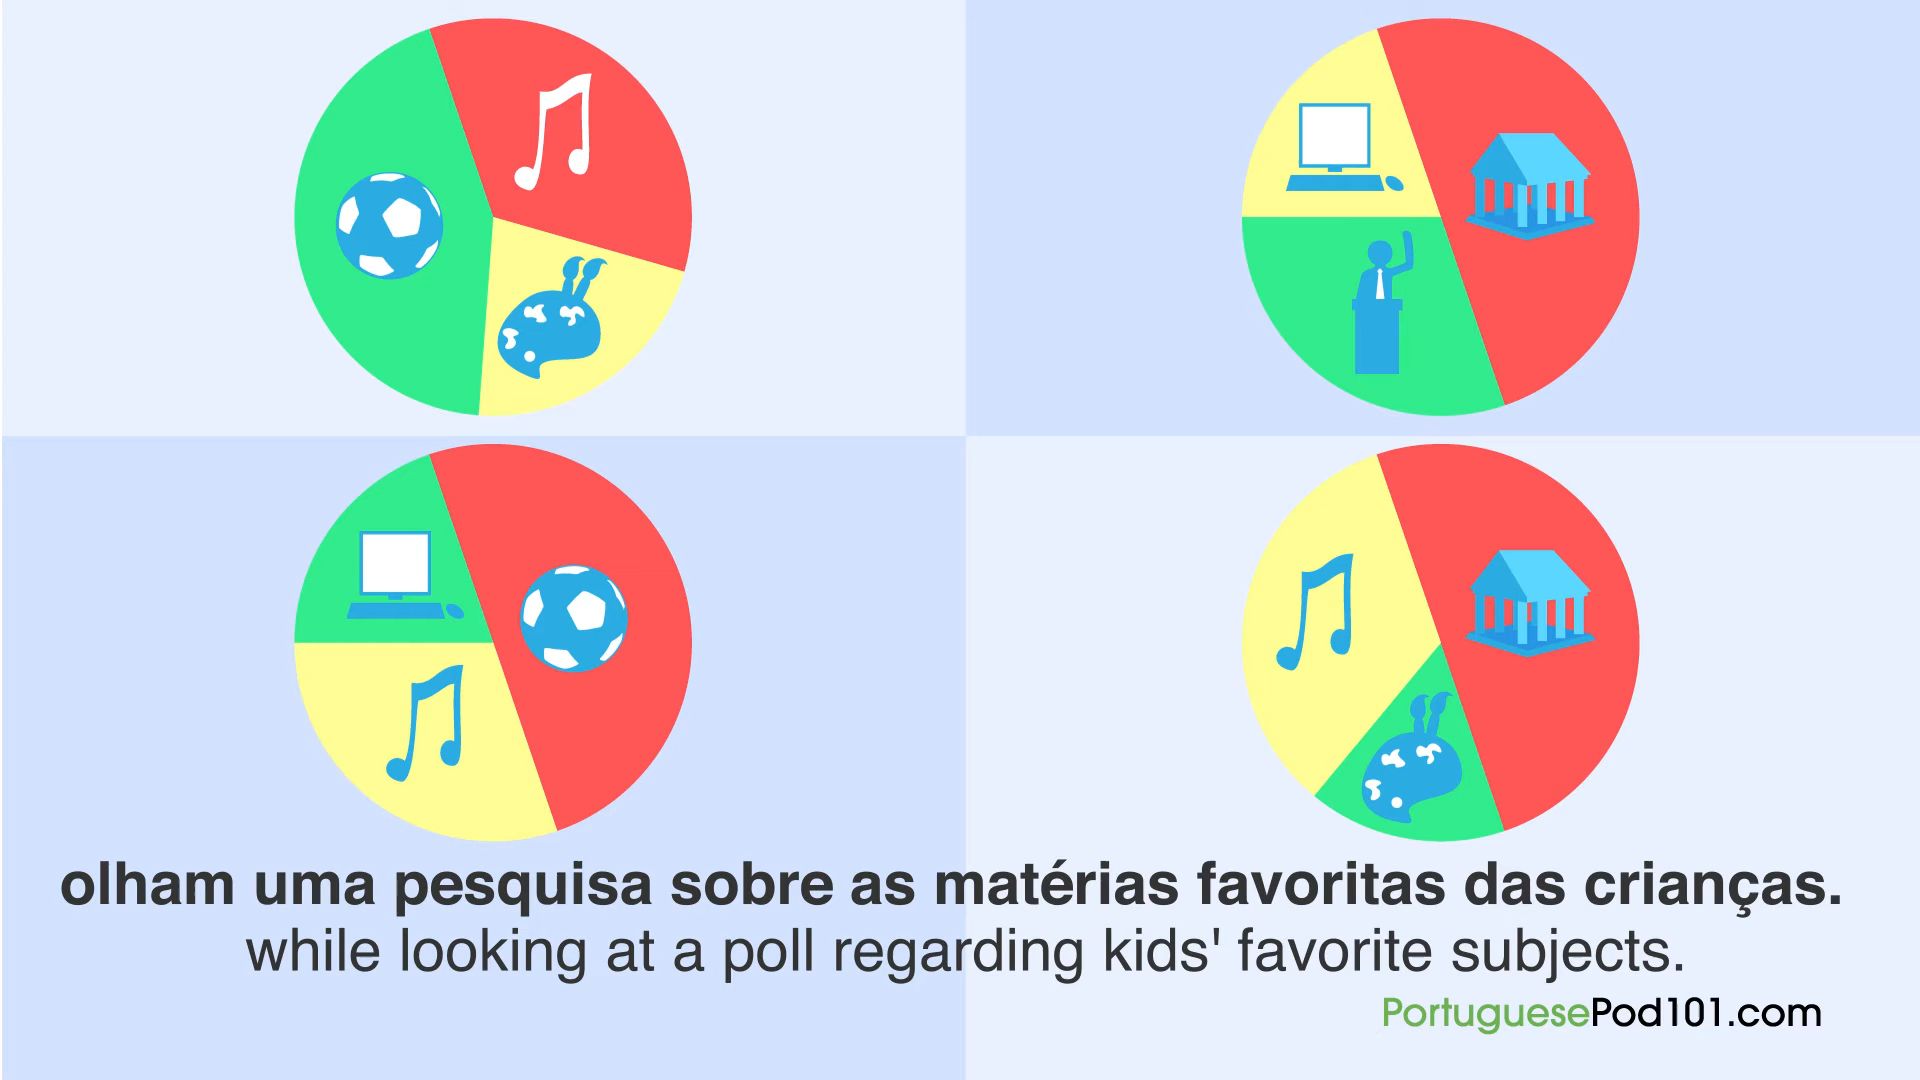 olham uma pesquisa sobre as matérias favoritas das crianças.
while looking at a poll regarding kids' favorite subjects.
PortuguesePod101.com